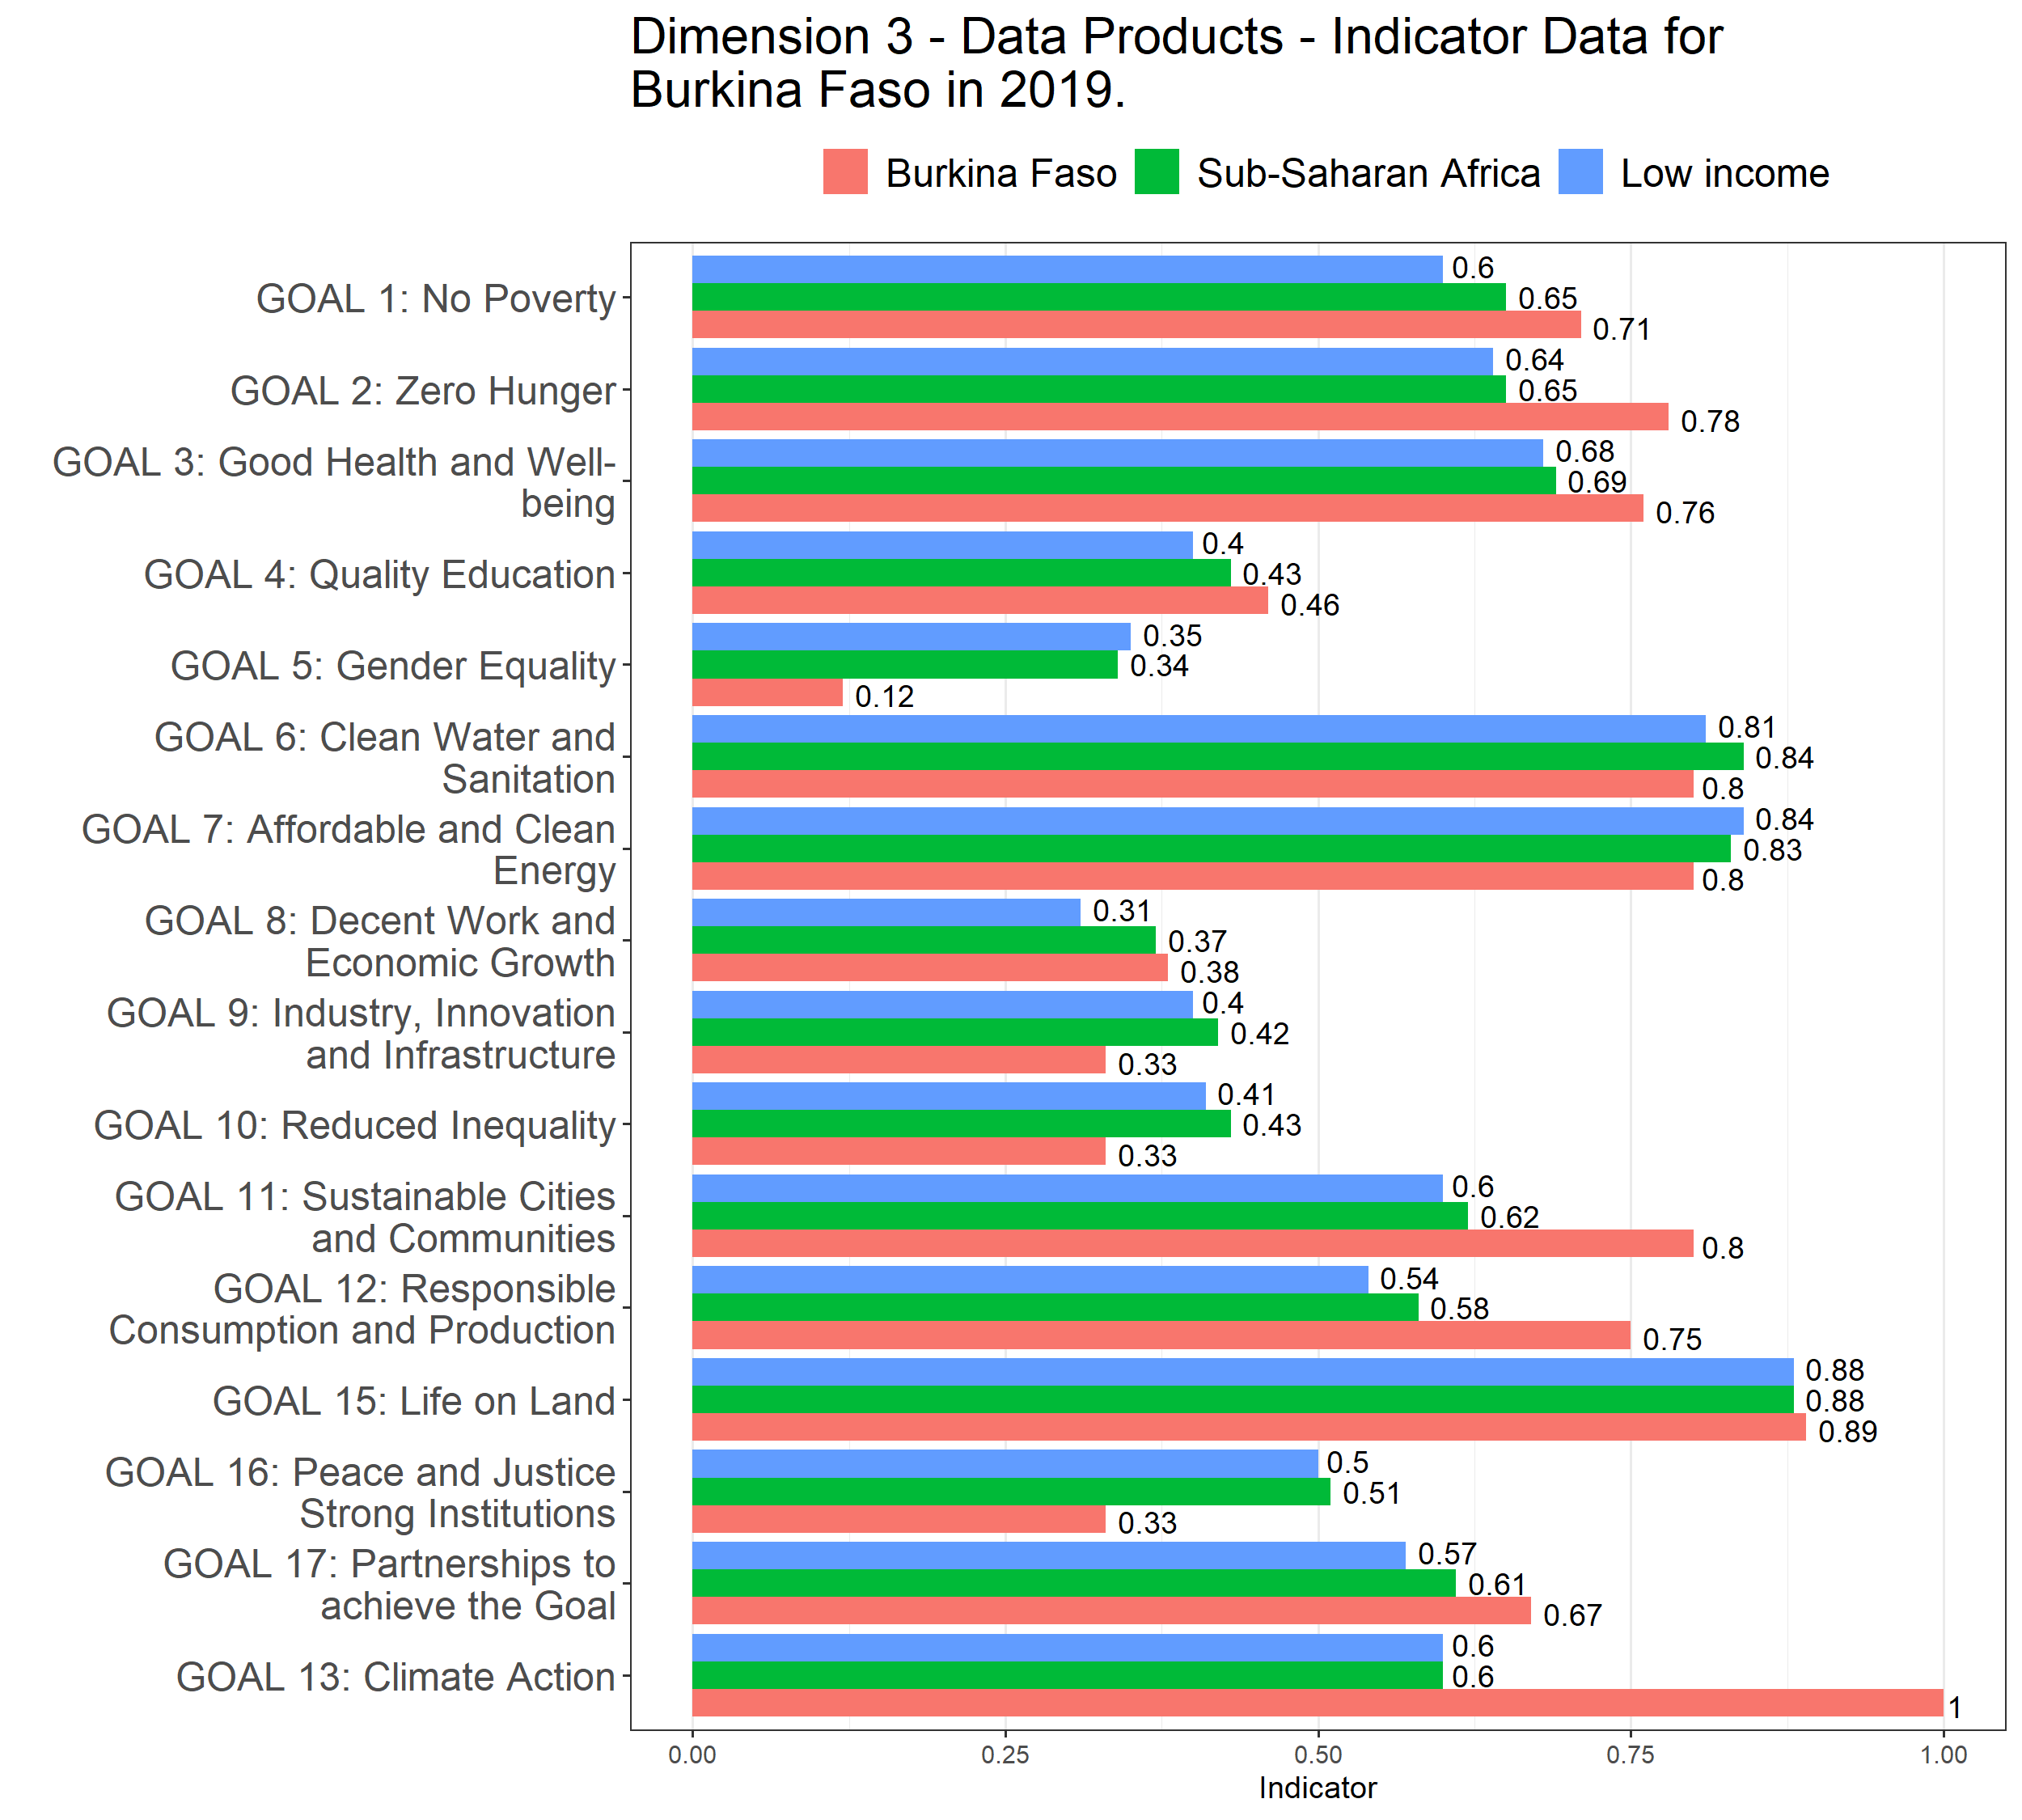 Dimension 3 - Data Products - Indicator Data for
Burkina Faso in 2019.
Burkina Faso Sub-Saharan Africa Low income
GOAL 1: No Poverty
0.6
0.65
0.71
GOAL 2: Zero Hunger
0.64
0.65
0.78
GOAL 3: Good Health and Well-
being
0.68
0.69
0.76
GOAL 4: Quality Education
0.4
0.43
0.46
GOAL 5: Gender Equality
0.35
0.34
0.12
GOAL 6: Clean Water and
Sanitation
0.81
0.84
0.8
GOAL 7: Affordable and Clean
Energy
0.84
0.83
0.8
GOAL 8: Decent Work and
Economic Growth
0.31
0.37
0.38
GOAL 9: Industry, Innovation
and Infrastructure
0.4
0.42
0.33
GOAL 10: Reduced Inequality
0.41
0.43
0.33
GOAL 11: Sustainable Cities
and Communities
0.6
0.62
0.8
GOAL 12: Responsible
Consumption and Production
0.54
0.58
0.75
GOAL 15: Life on Land
0.88
0.88
0.89
GOAL 16: Peace and Justice
Strong Institutions
0.5
0.51
0.33
GOAL 17: Partnerships to
achieve the Goal
0.57
0.61
0.67
GOAL 13: Climate Action
0.6
0.6
1
0.00 0.25 0.50 0.75 1.00
Indicator